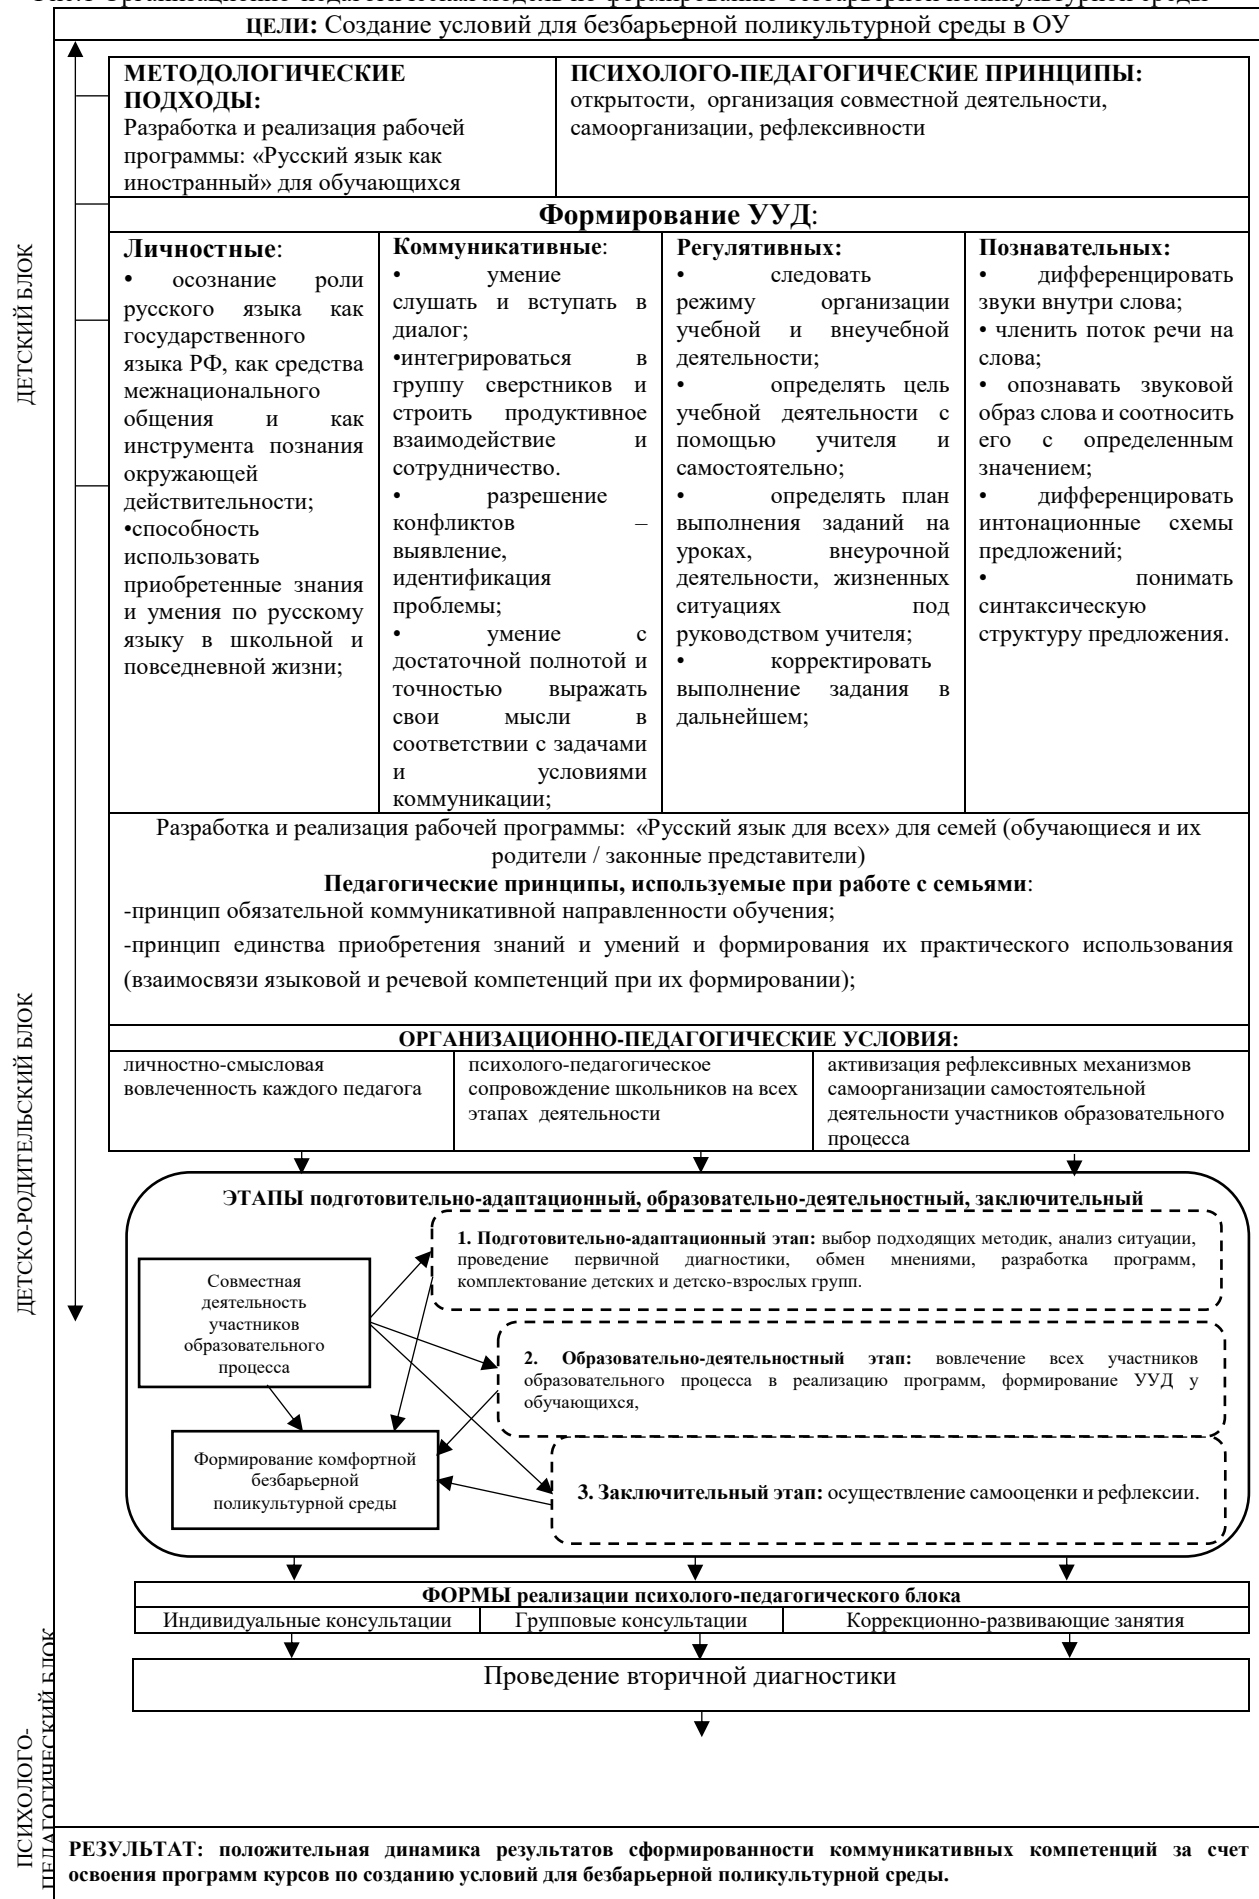 ЦЕЛИ: Создание условий для безбарьерной поликультурной среды в ОУ
МЕТОДОЛОГИЧЕСКИЕ
ПОДХОДЫ:
Разработка и реализация рабочей
программы: «Русский язык как
иностранный» для обучающихся
ПСИХОЛОГО-ПЕДАГОГИЧЕСКИЕ ПРИНЦИПЫ:
открытости, организация совместной деятельности,
самоорганизации, рефлексивности
Формирование УУД:
Личностные:
• осознание роли
русского языка как
государственного
языка РФ, как средства
межнационального
общения и как
инструмента познания
окружающей
действительности;
•способность
использовать
приобретенные знания
и умения по русскому
языку в школьной и
повседневной жизни;
Коммуникативные:
• умение
слушать и вступать в
диалог;
•интегрироваться в
группу сверстников и
строить продуктивное
взаимодействие и
сотрудничество.
• разрешение
конфликтов –
выявление,
идентификация
проблемы;
• умение с
достаточной полнотой и
точностью выражать
свои мысли в
соответствии с задачами
и условиями
коммуникации;
Регулятивных:
• следовать
режиму организации
учебной и внеучебной
деятельности;
• определять цель
учебной деятельности с
помощью учителя и
самостоятельно;
• определять план
выполнения заданий на
уроках, внеурочной
деятельности, жизненных
ситуациях под
руководством учителя;
• корректировать
выполнение задания в
дальнейшем;
Познавательных:
• дифференцировать
звуки внутри слова;
• членить поток речи на
слова;
• опознавать звуковой
образ слова и соотносить
его с определенным
значением;
• дифференцировать
интонационные схемы
предложений;
• понимать
синтаксическую
структуру предложения.
ДЕТСКИЙ БЛОК
Разработка и реализация рабочей программы: «Русский язык для всех» для семей (обучающиеся и их
родители / законные представители)
Педагогические принципы, используемые при работе с семьями:
-принцип обязательной коммуникативной направленности обучения;
-принцип единства приобретения знаний и умений и формирования их практического использования
(взаимосвязи языковой и речевой компетенций при их формировании);
ОРГАНИЗАЦИОННО-ПЕДАГОГИЧЕСКИЕ УСЛОВИЯ:
личностно-смысловая
вовлеченность каждого педагога
психолого-педагогическое
сопровождение школьников на всех
этапах деятельности
активизация рефлексивных механизмов
самоорганизации самостоятельной
деятельности участников образовательного
процесса
ДЕТСКО-РОДИТЕЛЬСКИЙ БЛОК
ЭТАПЫ подготовительно-адаптационный, образовательно-деятельностный, заключительный
1. Подготовительно-адаптационный этап: выбор подходящих методик, анализ ситуации,
проведение первичной диагностики, обмен мнениями, разработка программ,
комплектование детских и детско-взрослых групп.
Совместная
деятельность
участников
образовательного
процесса
2. Образовательно-деятельностный этап: вовлечение всех участников
образовательного процесса в реализацию программ, формирование УУД у
обучающихся,
Формирование комфортной
безбарьерной
поликультурной среды
3. Заключительный этап: осуществление самооценки и рефлексии.
ФОРМЫ реализации психолого-педагогического блока
Индивидуальные консультации
Групповые консультации
Коррекционно-развивающие занятия
Проведение вторичной диагностики
ПСИХОЛОГО-
ПЕДАГОГИЧЕСКИЙ БЛОК
РЕЗУЛЬТАТ: положительная динамика результатов сформированности коммуникативных компетенций за счет
освоения программ курсов по созданию условий для безбарьерной поликультурной среды.